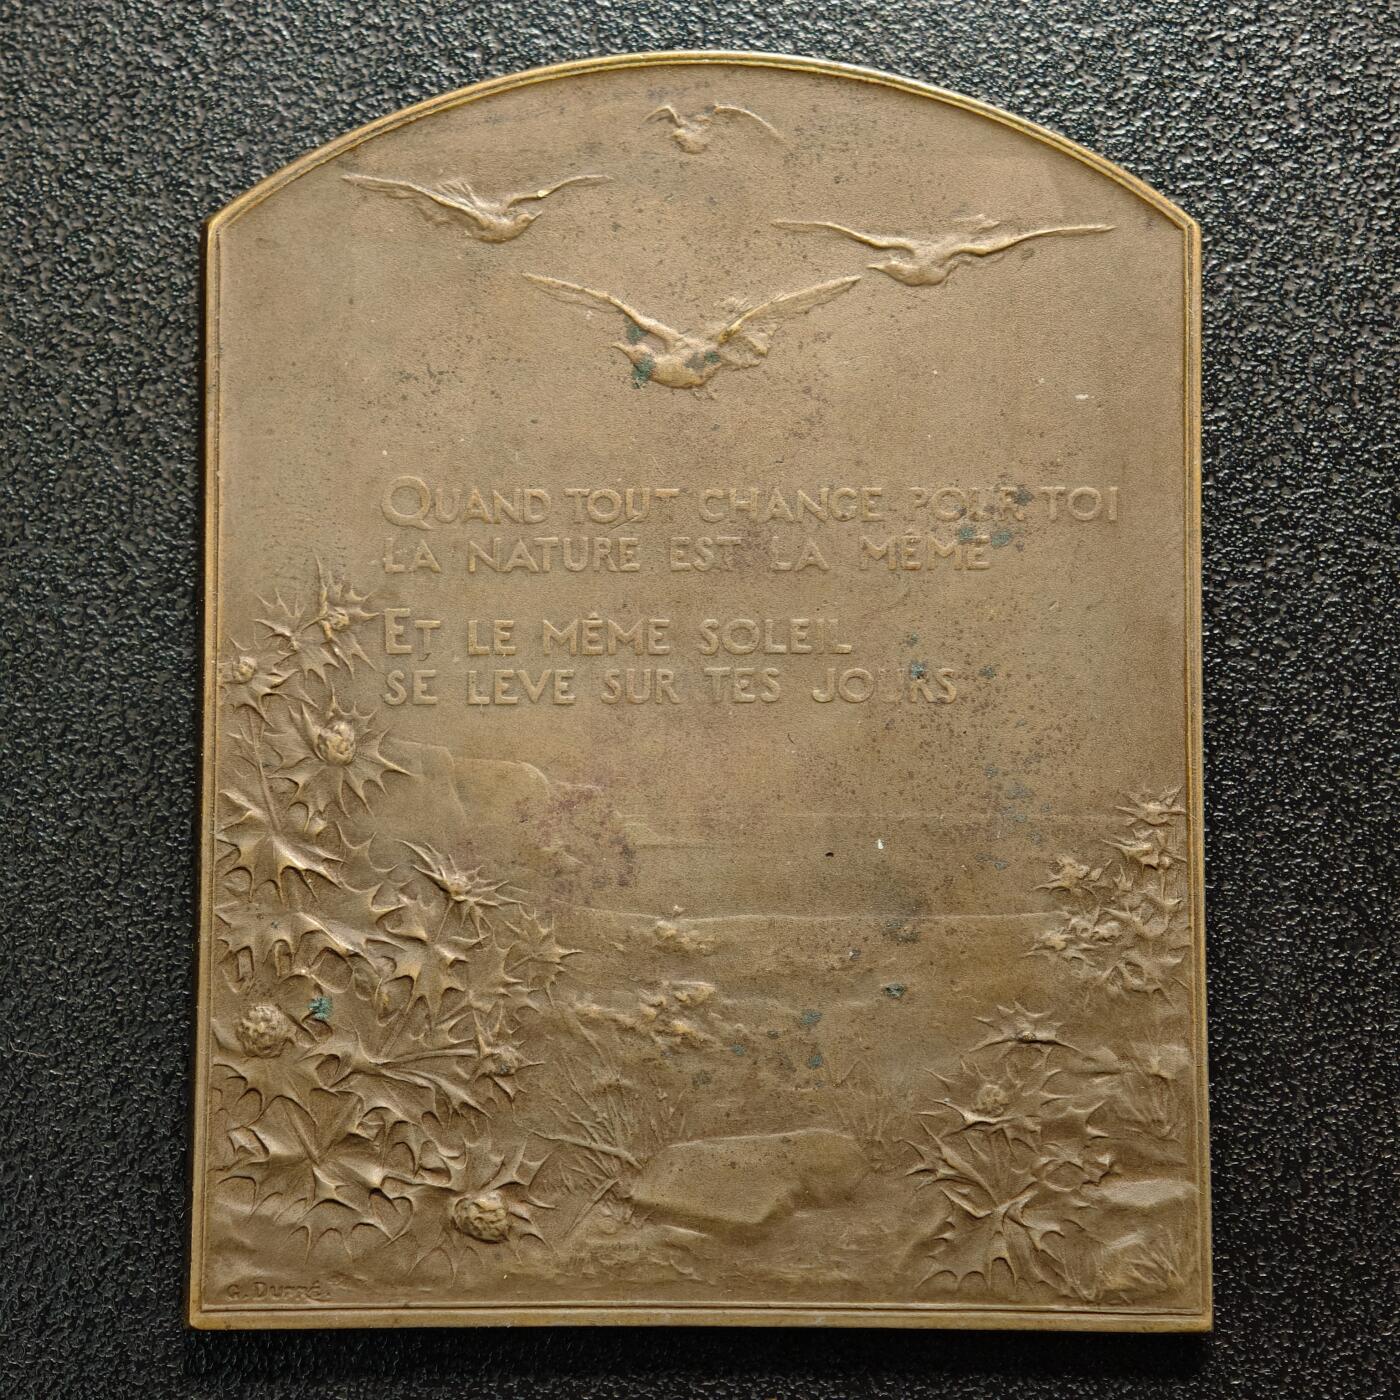 QUAND TOUT CHANGE POUR TOI
LA NATURE EST LA MÊME
ET LE MÊME SOLEIL
SE LEVE SUR TES JOURS
G. DUPRÉ.